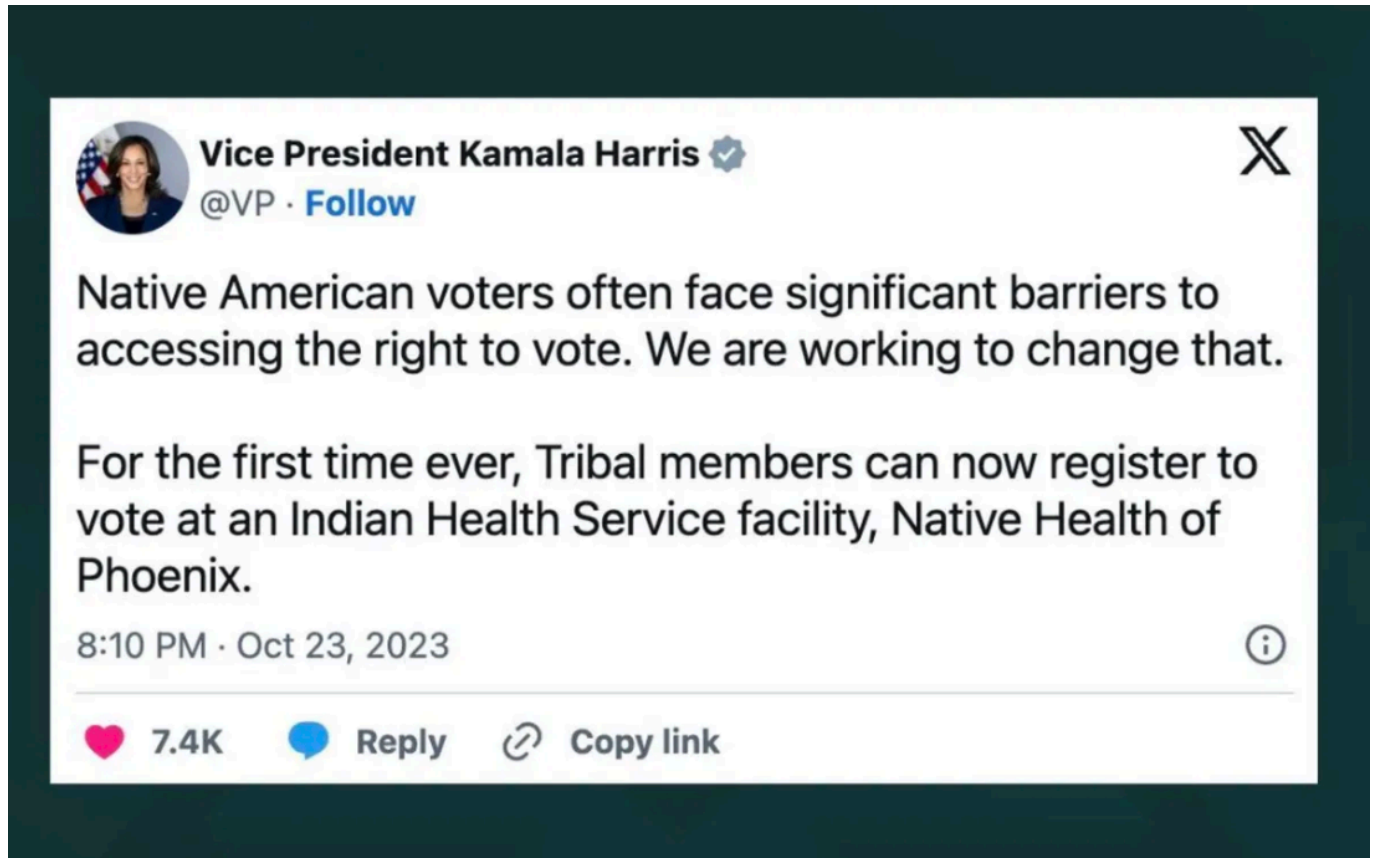 Vice President Kamala Harris
@VP · Follow
Native American voters often face significant barriers to
accessing the right to vote. We are working to change that.
For the first time ever, Tribal members can now register to
vote at an Indian Health Service facility, Native Health of
Phoenix.
8:10 PM · Oct 23, 2023
7.4K Reply Copy link